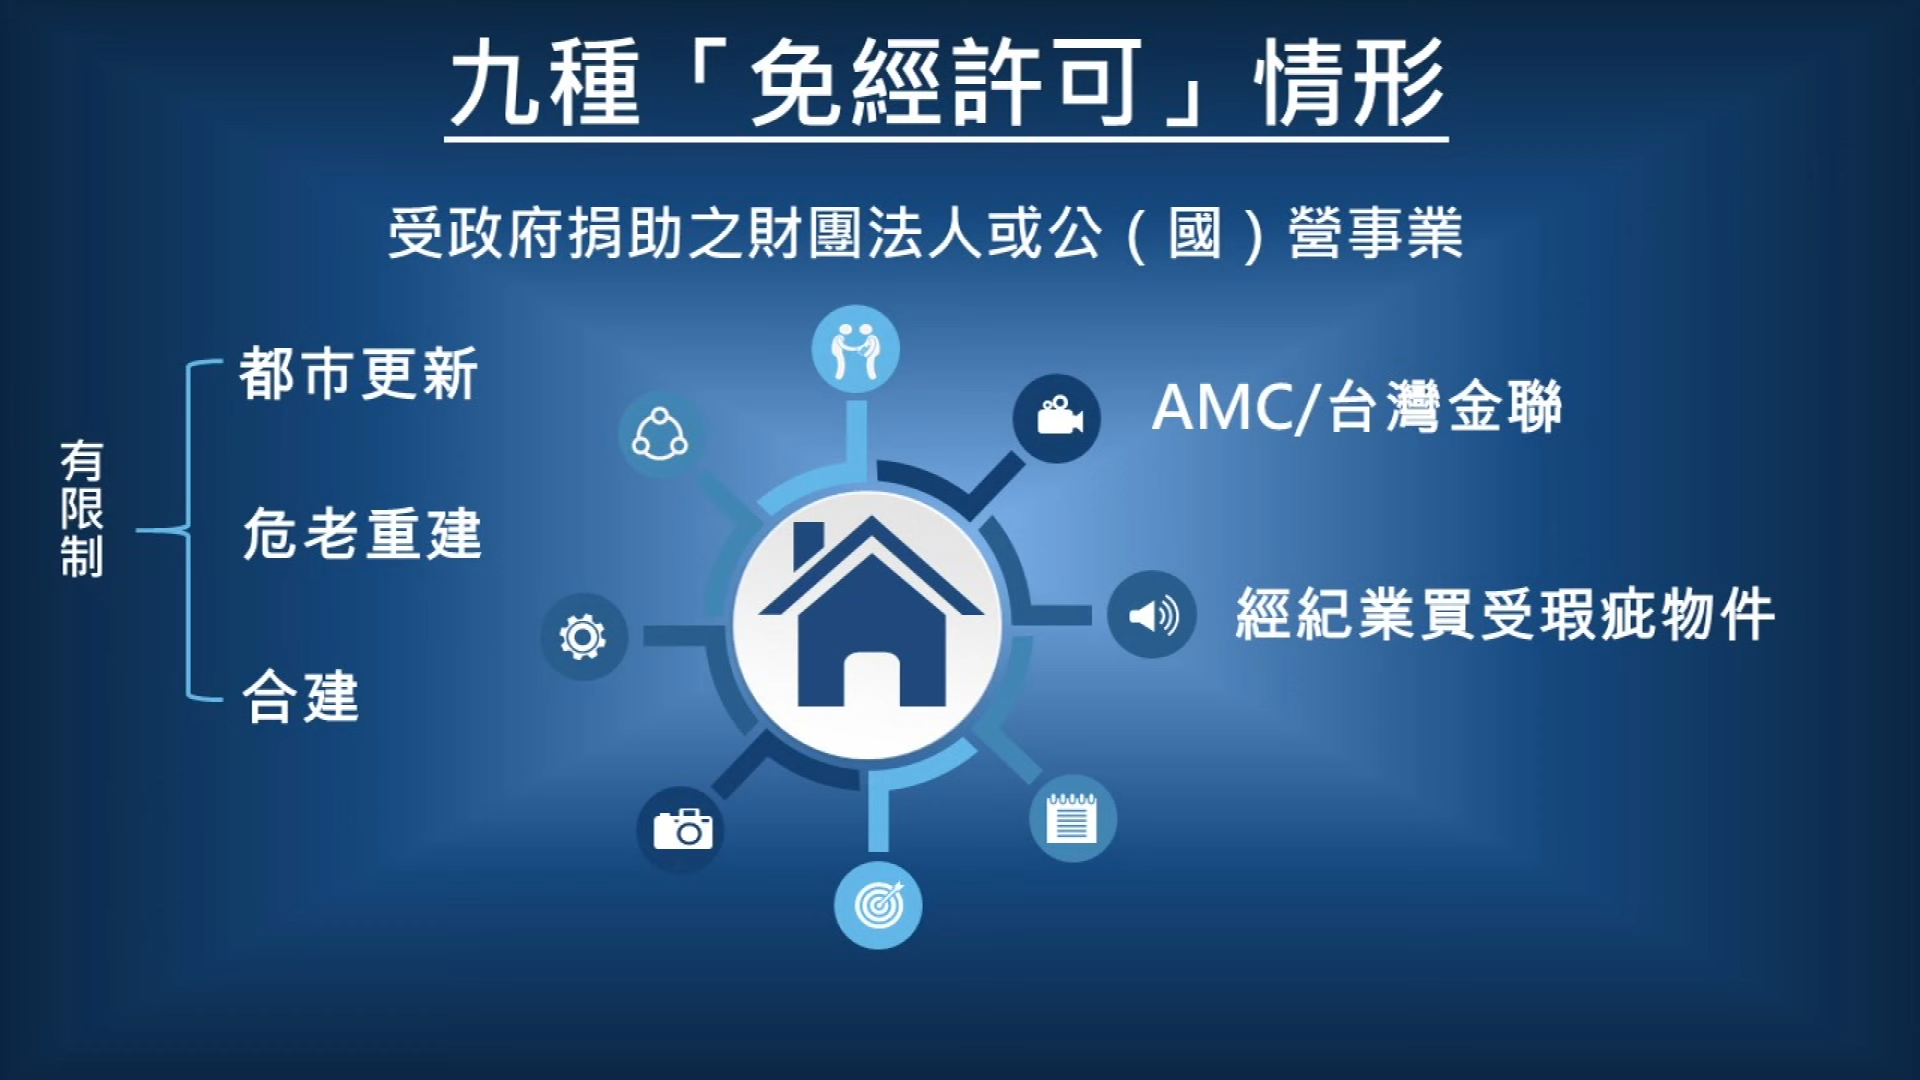 九種「免經許可」情形
受政府捐助之財團法人或公(國)營事業
有限制
都市更新
危老重建
合建
AMC/台灣金聯
經紀業買受瑕疵物件